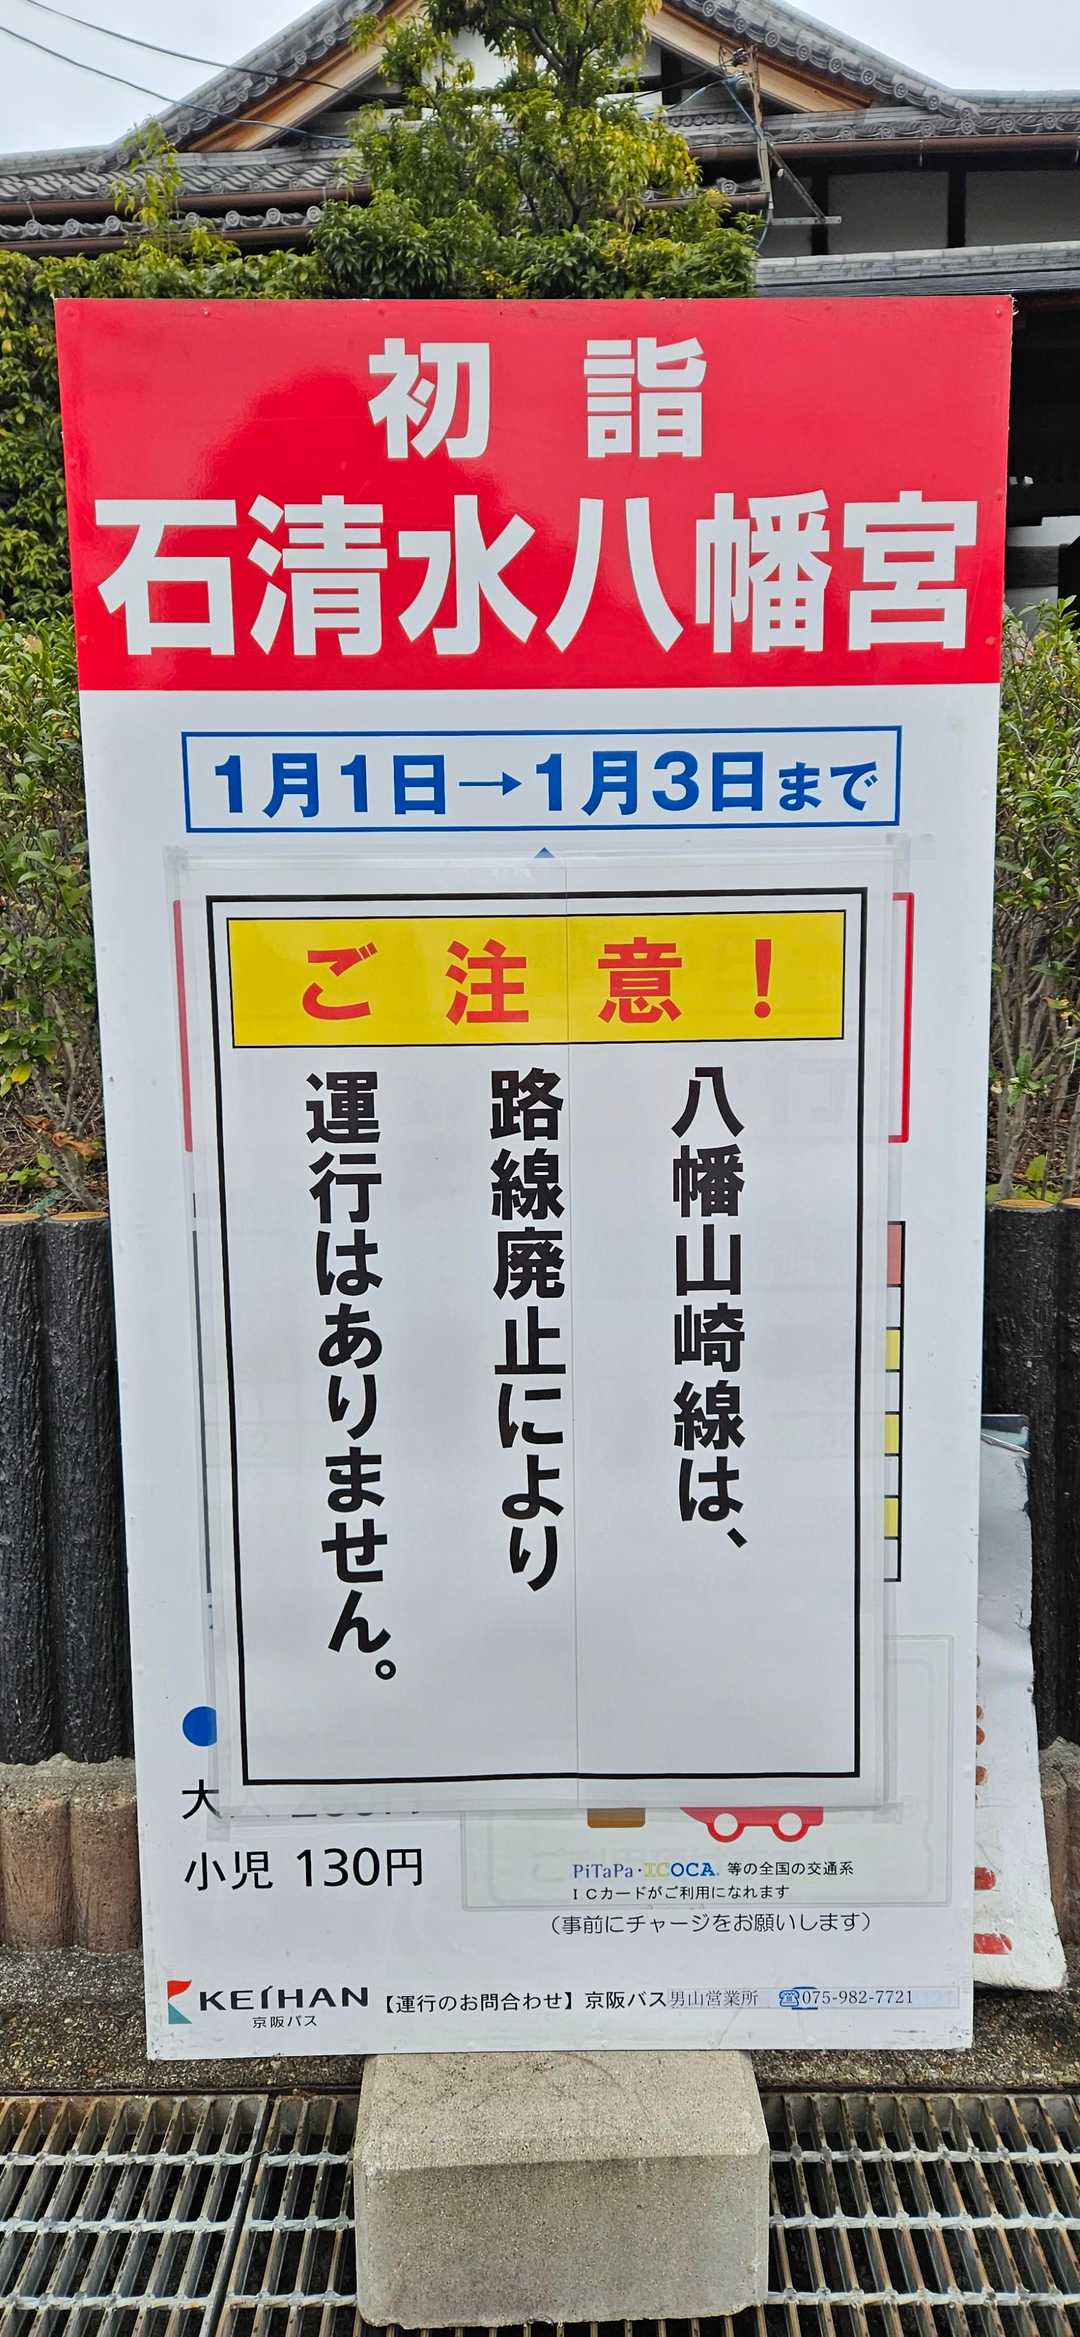 初詣
石清水八幡宮
1月1日→1月3日まで
ご注意!
八幡山崎線は、
路線廃止により
運行はありません。
小児 130円
PiTaPa・ICOCA 等の全国の交通系
ICカードがご利用になれます
(事前にチャージをお願いします)
KEIHAN
京阪バス
【運行のお問合わせ】京阪バス男山営業所 ☎075-982-7721